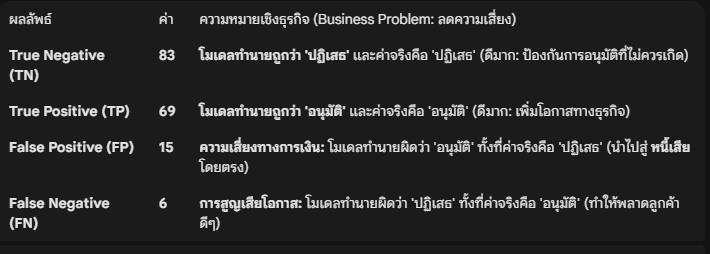 ผลลัพธ์ ค่า ความหมายเชิงธุรกิจ (Business Problem: ลดความเสี่ยง)
True Negative 83 โมเดลทำนายถูกว่า 'ปฏิเสธ' และค่าจริงคือ 'ปฏิเสธ' (ดีมาก: ป้องกันการอนุมัติที่ไม่ควรเกิด)
(TN)
True Positive (TP) 69 โมเดลทำนายถูกว่า 'อนุมัติ' และค่าจริงคือ 'อนุมัติ' (ดีมาก: เพิ่มโอกาสทางธุรกิจ)
False Positive (FP) 15 ความเสี่ยงทางการเงิน: โมเดลทำนายผิดว่า 'อนุมัติ' ทั้งที่ค่าจริงคือ 'ปฏิเสธ' (นำไปสู่ หนี้เสีย
โดยตรง)
False Negative 6 การสูญเสียโอกาส: โมเดลทำนายผิดว่า 'ปฏิเสธ' ทั้งที่ค่าจริงคือ 'อนุมัติ' (ทำให้พลาดลูกค้า
(FN) ดีๆ)